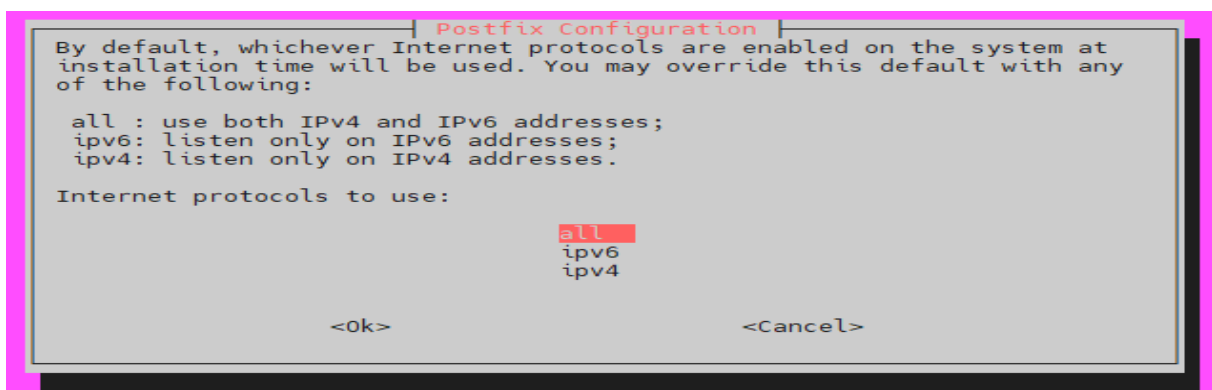 Postfix Configuration
By default, whichever Internet protocols are enabled on the system at
installation time will be used. You may override this default with any
of the following:
all : use both IPv4 and IPv6 addresses;
ipv6: listen only on IPv6 addresses;
ipv4: listen only on IPv4 addresses.
Internet protocols to use:
all
ipv6
ipv4
<Ok> <Cancel>